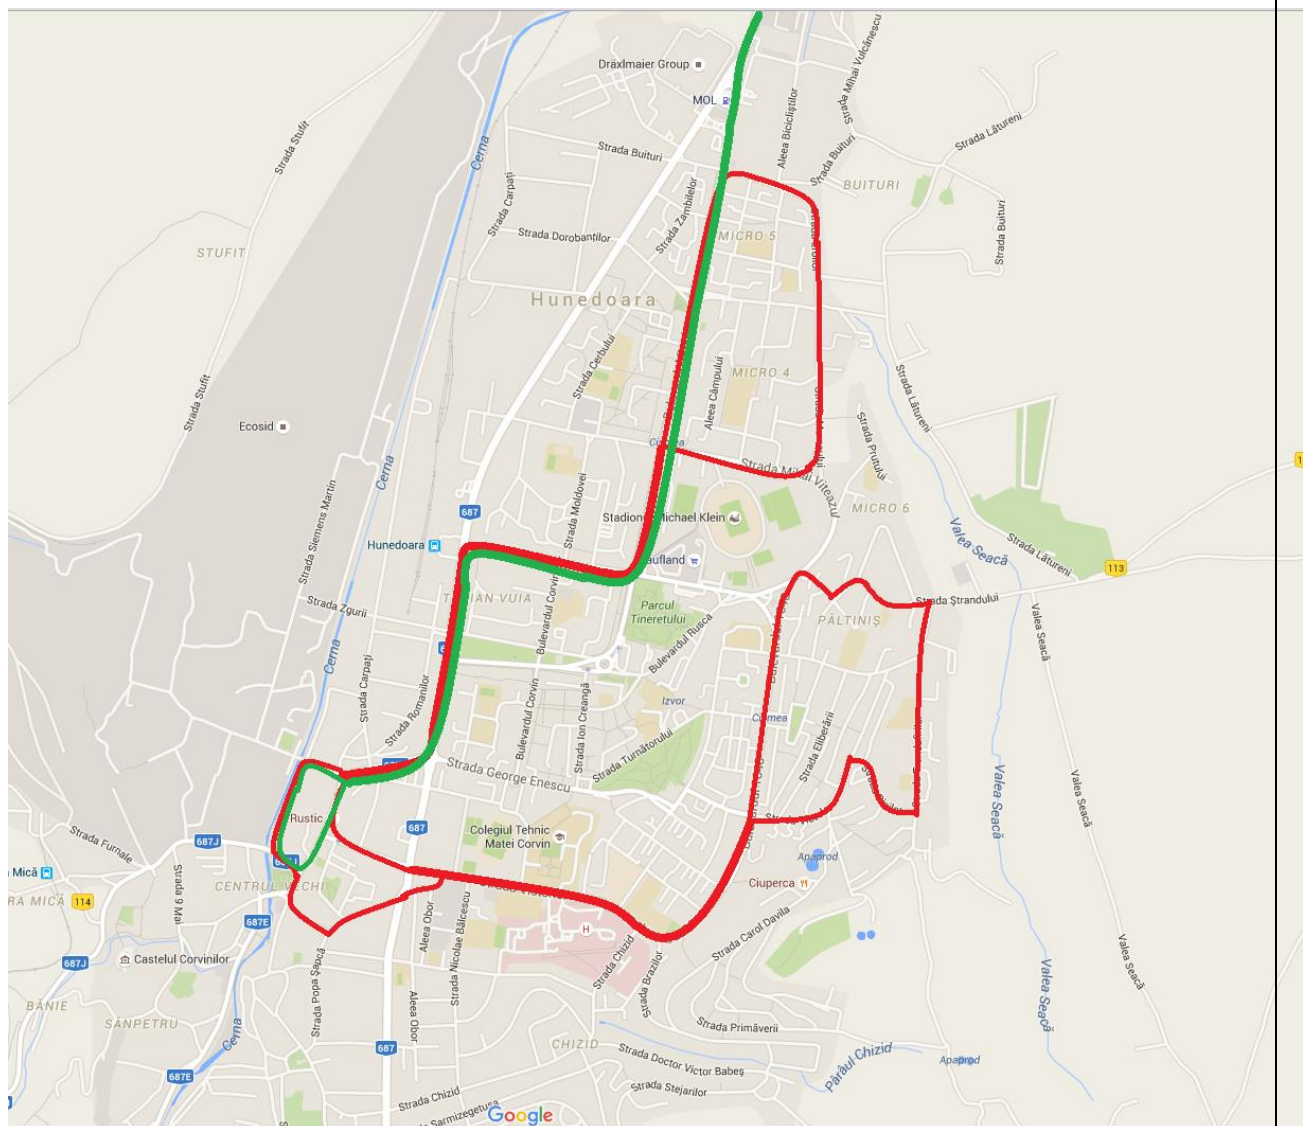 Dräxlmaier Group
MOL
Strada Mihai Vulcănescu
Aleea Bicicliștilor
Strada Stufit
Cerna
Strada Buituri
Strada Lătureni
Strada Buituri
BUITURI
Strada Carpați
Strada Zambilelor
Strada Buituri
STUFIT
Strada Dorobanților
MICRO 5
Hunedoara
Strada Cerbului
Aleea Câmpului
MICRO 4
Strada Lătureni
Strada Stufit
Ecosid
Strada Prutului
Cerna
Strada Mihai Viteazul
Strada Siemens Martin
Strada Moldovei
687
Stadion Michael Klein
MICRO 6
Valea Seacă
Hunedoara
Strada Lătureni
113
aufland
Strada Zgurii
Bulevardul Corvin
Parcul
Tineretului
Strada Ștrandului
PĂLTINIȘ
Valea Seacă
Cerna
Bulevardul Rusca
Strada Carpați
Strada Romanilor
Bulevardul Corvin
Strada Ion Creangă
Izvor
Strada Eliberării
Strada Turnătorului
Strada George Enescu
Valea Seacă
Valea Seacă
Rustic
687
Strada Furnale
687J
Colegiul Tehnic
Matei Corvin
Mică
Apaprod
CENTRUL VECHI
Ciuperca
114
Strada 9 Mai
687E
Aleea Obor
Strada Nicolae Bălcescu
H
Strada Carol Davila
Strada Chizid
Strada Brazilor
Castelul Corvinilor
687J
Strada Popa Șapcă
Valea Seacă
Valea Seacă
BĂNIE
SÂNPETRU
Cerna
Aleea Obor
Strada Primăverii
CHIZID
687
Strada Doctor Victor Babeș
Pârâul Chizid
Apaprod
687E
Strada Stejarilor
Strada Chizid
Sarmizegetusa
Google